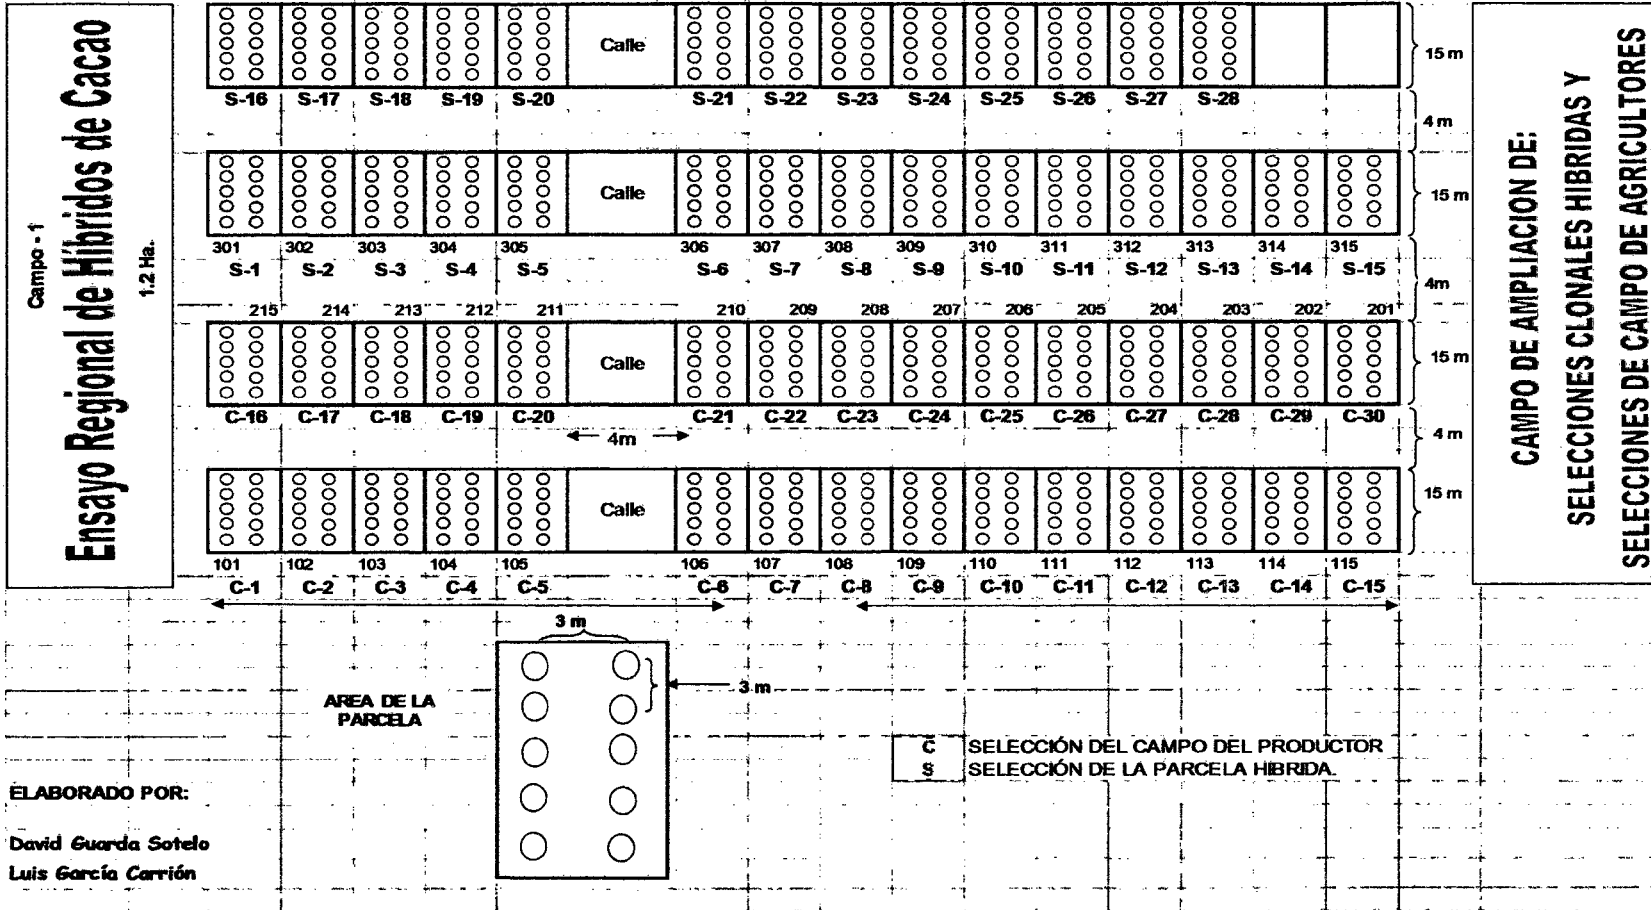 Campo - 1
Ensayo Regional de Hibridos de Cacao
1.2 Ha.
Calle
15 m
S-16 S-17 S-18 S-19 S-20 S-21 S-22 S-23 S-24 S-25 S-26 S-27 S-28
4 m
Calle
15 m
301 302 303 304 305 306 307 308 309 310 311 312 313 314 315
S-1 S-2 S-3 S-4 S-5 S-6 S-7 S-8 S-9 S-10 S-11 S-12 S-13 S-14 S-15
4m
215 214 213 212 211 210 209 208 207 206 205 204 203 202 201
Calle
15 m
C-16 C-17 C-18 C-19 C-20 C-21 C-22 C-23 C-24 C-25 C-26 C-27 C-28 C-29 C-30
4m
4 m
Calle
15 m
101 102 103 104 105 106 107 108 109 110 111 112 113 114 115
C-1 C-2 C-3 C-4 C-5 C-6 C-7 C-8 C-9 C-10 C-11 C-12 C-13 C-14 C-15
CAMPO DE AMPLIACION DE:
SELECCIONES CLONALES HIBRIDAS Y
SELECCIONES DE CAMPO DE AGRICULTORES
3 m
3 m
AREA DE LA
PARCELA
C SELECCIÓN DEL CAMPO DEL PRODUCTOR
S SELECCIÓN DE LA PARCELA HIBRIDA.
ELABORADO POR:
David Guarda Sotelo
Luis García Carrión